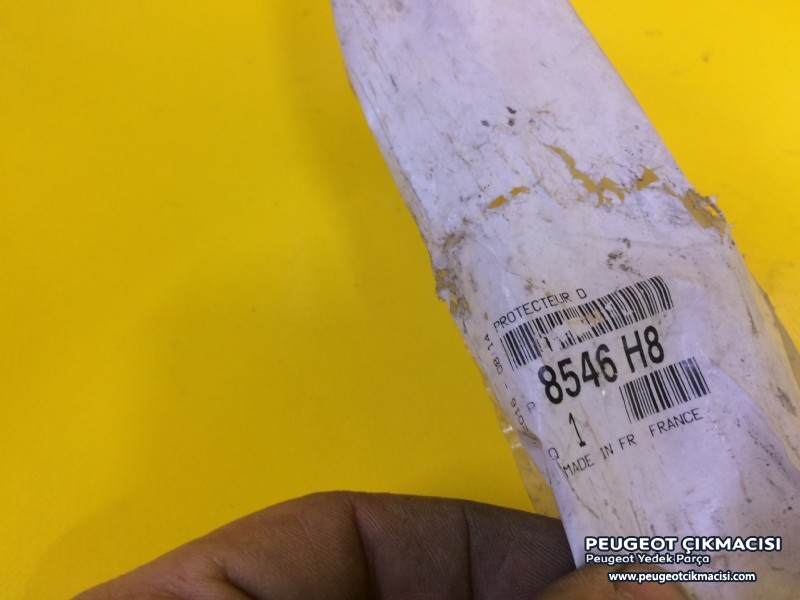 PROTECTEUR D
8546 H8
1
MADE IN FR FRANCE
PEUGEOT ÇIKMACISI
Peugeot Yedek Parça
www.peugeotcikmacisi.com